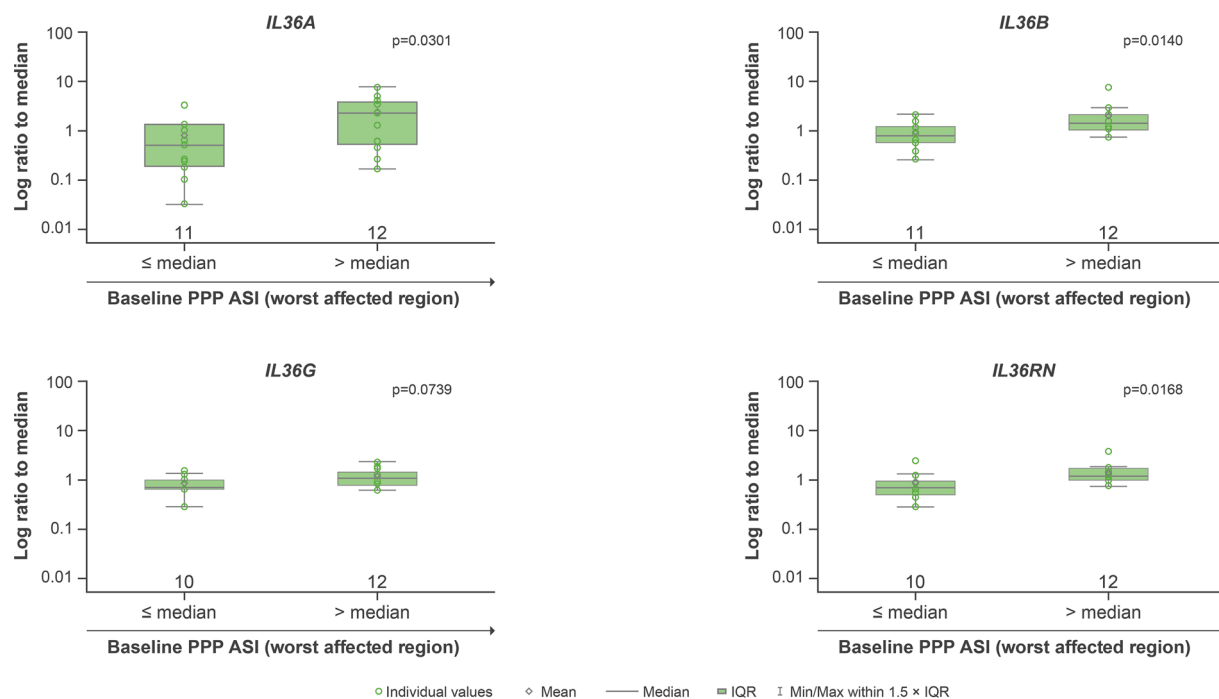 IL36A
p=0.0301
Log ratio to median
100
10
1
0.1
0.01
11
12
≤ median
> median
Baseline PPP ASI (worst affected region)
IL36B
p=0.0140
Log ratio to median
100
10
1
0.1
0.01
11
12
≤ median
> median
Baseline PPP ASI (worst affected region)
IL36G
p=0.0739
Log ratio to median
100
10
1
0.1
0.01
10
12
≤ median
> median
Baseline PPP ASI (worst affected region)
IL36RN
p=0.0168
Log ratio to median
100
10
1
0.1
0.01
10
12
≤ median
> median
Baseline PPP ASI (worst affected region)
Individual values Mean Median IQR Min/Max within 1.5 × IQR